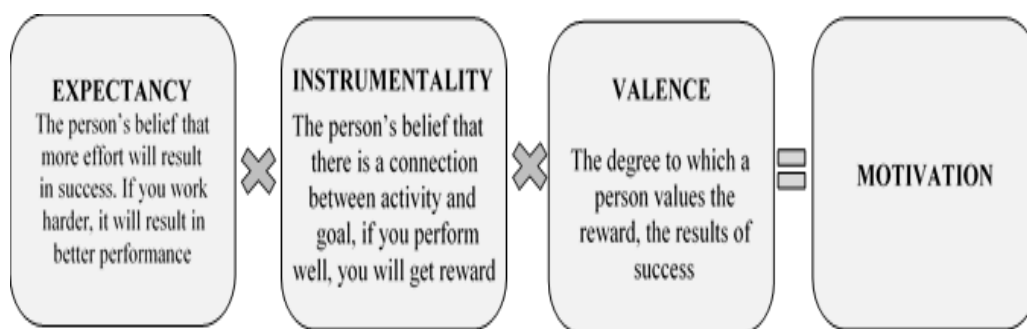 EXPECTANCY
The person's belief that
more effort will result
in success. If you work
harder, it will result in
better performance
INSTRUMENTALITY
The person's belief that
there is a connection
between activity and
goal, if you perform
well, you will get reward
VALENCE
The degree to which a
person values the
reward, the results of
success
MOTIVATION